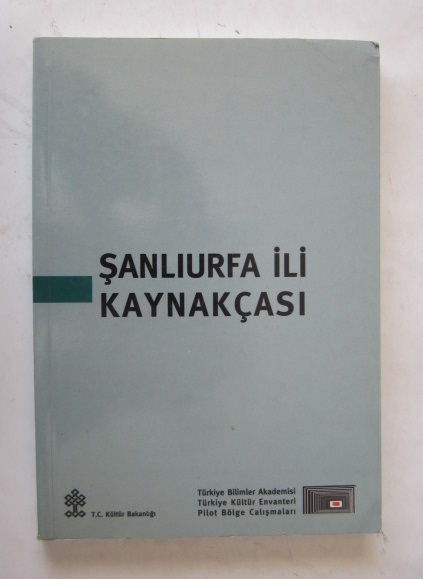 ŞANLIURFA İLİ
KAYNAKÇASI
T.C. Kültür Bakanlığı
Türkiye Bilimler Akademisi
Türkiye Kültür Envanteri
Pilot Bölge Çalışmaları